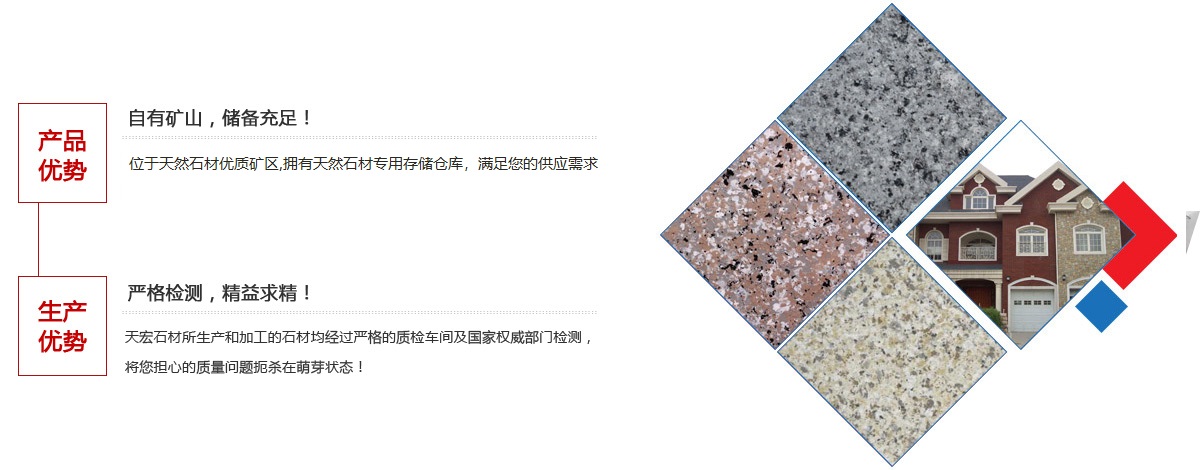 产品
优势
自有矿山，储备充足！
位于天然石材优质矿区,拥有天然石材专用存储仓库，满足您的供应需求
生产
优势
严格检测，精益求精！
天宏石材所生产和加工的石材均经过严格的质检车间及国家权威部门检测，
将您担心的质量问题扼杀在萌芽状态！